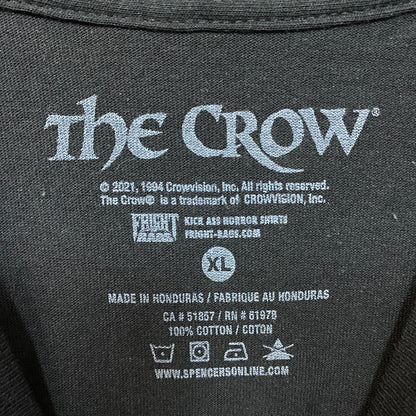 The Crow®
© 2021, 1994 Crowvision, Inc. All rights reserved.
The Crow® is a trademark of CROWVISION, Inc.
FRIGHT RAGS
KICK ASS HORROR SHIRTS
FRIGHT-RAGS.COM
XL
MADE IN HONDURAS / FABRIQUE AU HONDURAS
CA # 51857 / RN # 61978
100% COTTON / COTON
WWW.SPENCERSONLINE.COM